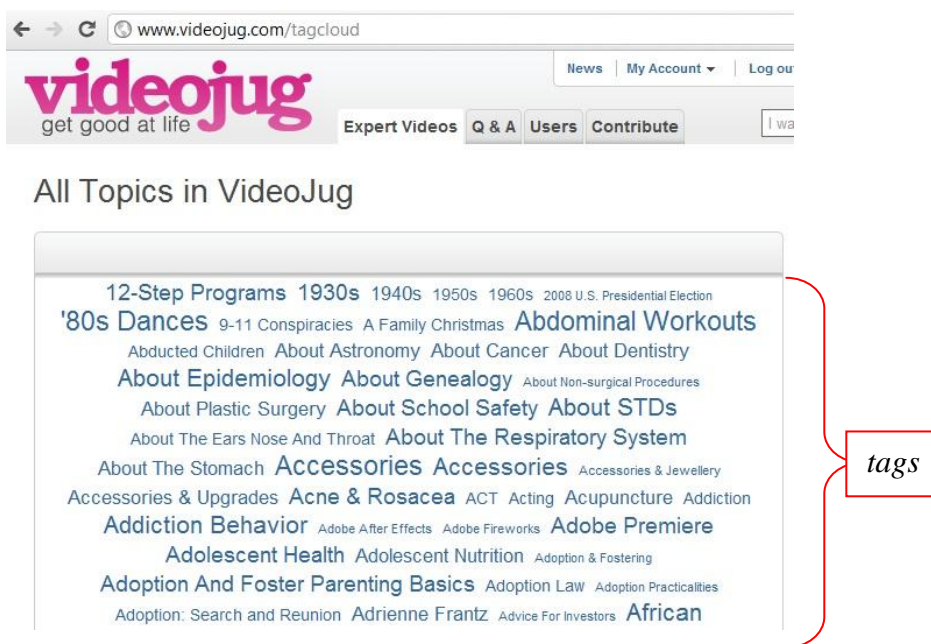 www.videojug.com/tagcloud
videojug
get good at life
News My Account Log
Expert Videos Q & A Users Contribute I
All Topics in VideoJug
12-Step Programs 1930s 1940s 1950s 1960s 2008 U.S. Presidential Election
'80s Dances 9-11 Conspiracies A Family Christmas Abdominal Workouts
Abducted Children About Astronomy About Cancer About Dentistry
About Epidemiology About Genealogy About Non-surgical Procedures
About Plastic Surgery About School Safety About STDs
About The Ears Nose And Throat About The Respiratory System
About The Stomach Accessories Accessories Accessories & Jewellery
Accessories & Upgrades Acne & Rosacea ACT Acting Acupuncture Addiction
tags
Addiction Behavior Adobe After Effects Adobe Fireworks Adobe Premiere
Adolescent Health Adolescent Nutrition Adoption & Fostering
Adoption And Foster Parenting Basics Adoption Law Adoption Practicalities
Adoption: Search and Reunion Adrienne Frantz Advice For Investors African